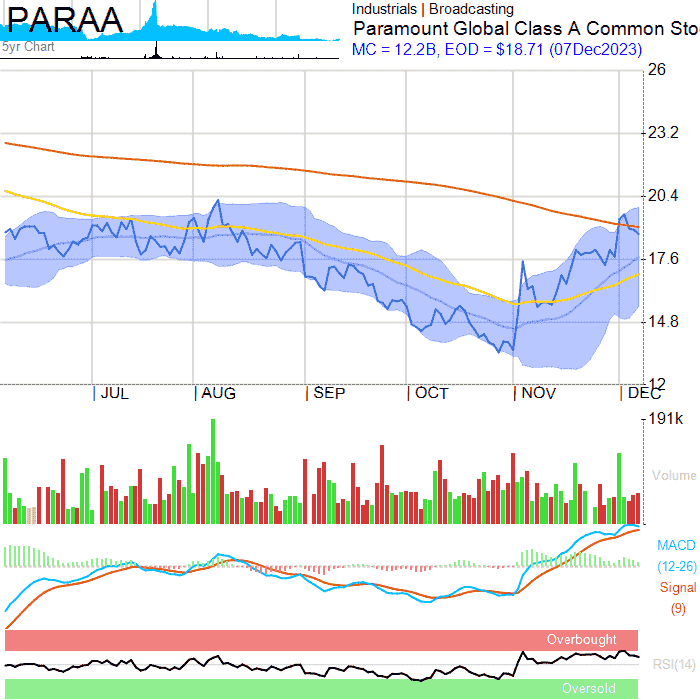 PARAA
5yr Chart
Industrials | Broadcasting
Paramount Global Class A Common Sto
MC = 12.2B, EOD = $18.71 (07Dec2023)
26
23.2
20.4
17.6
14.8
12
JUL AUG SEP OCT NOV DEC
191k
Volume
MACD
(12-26)
Signal
(9)
Overbought
RSI(14)
Oversold